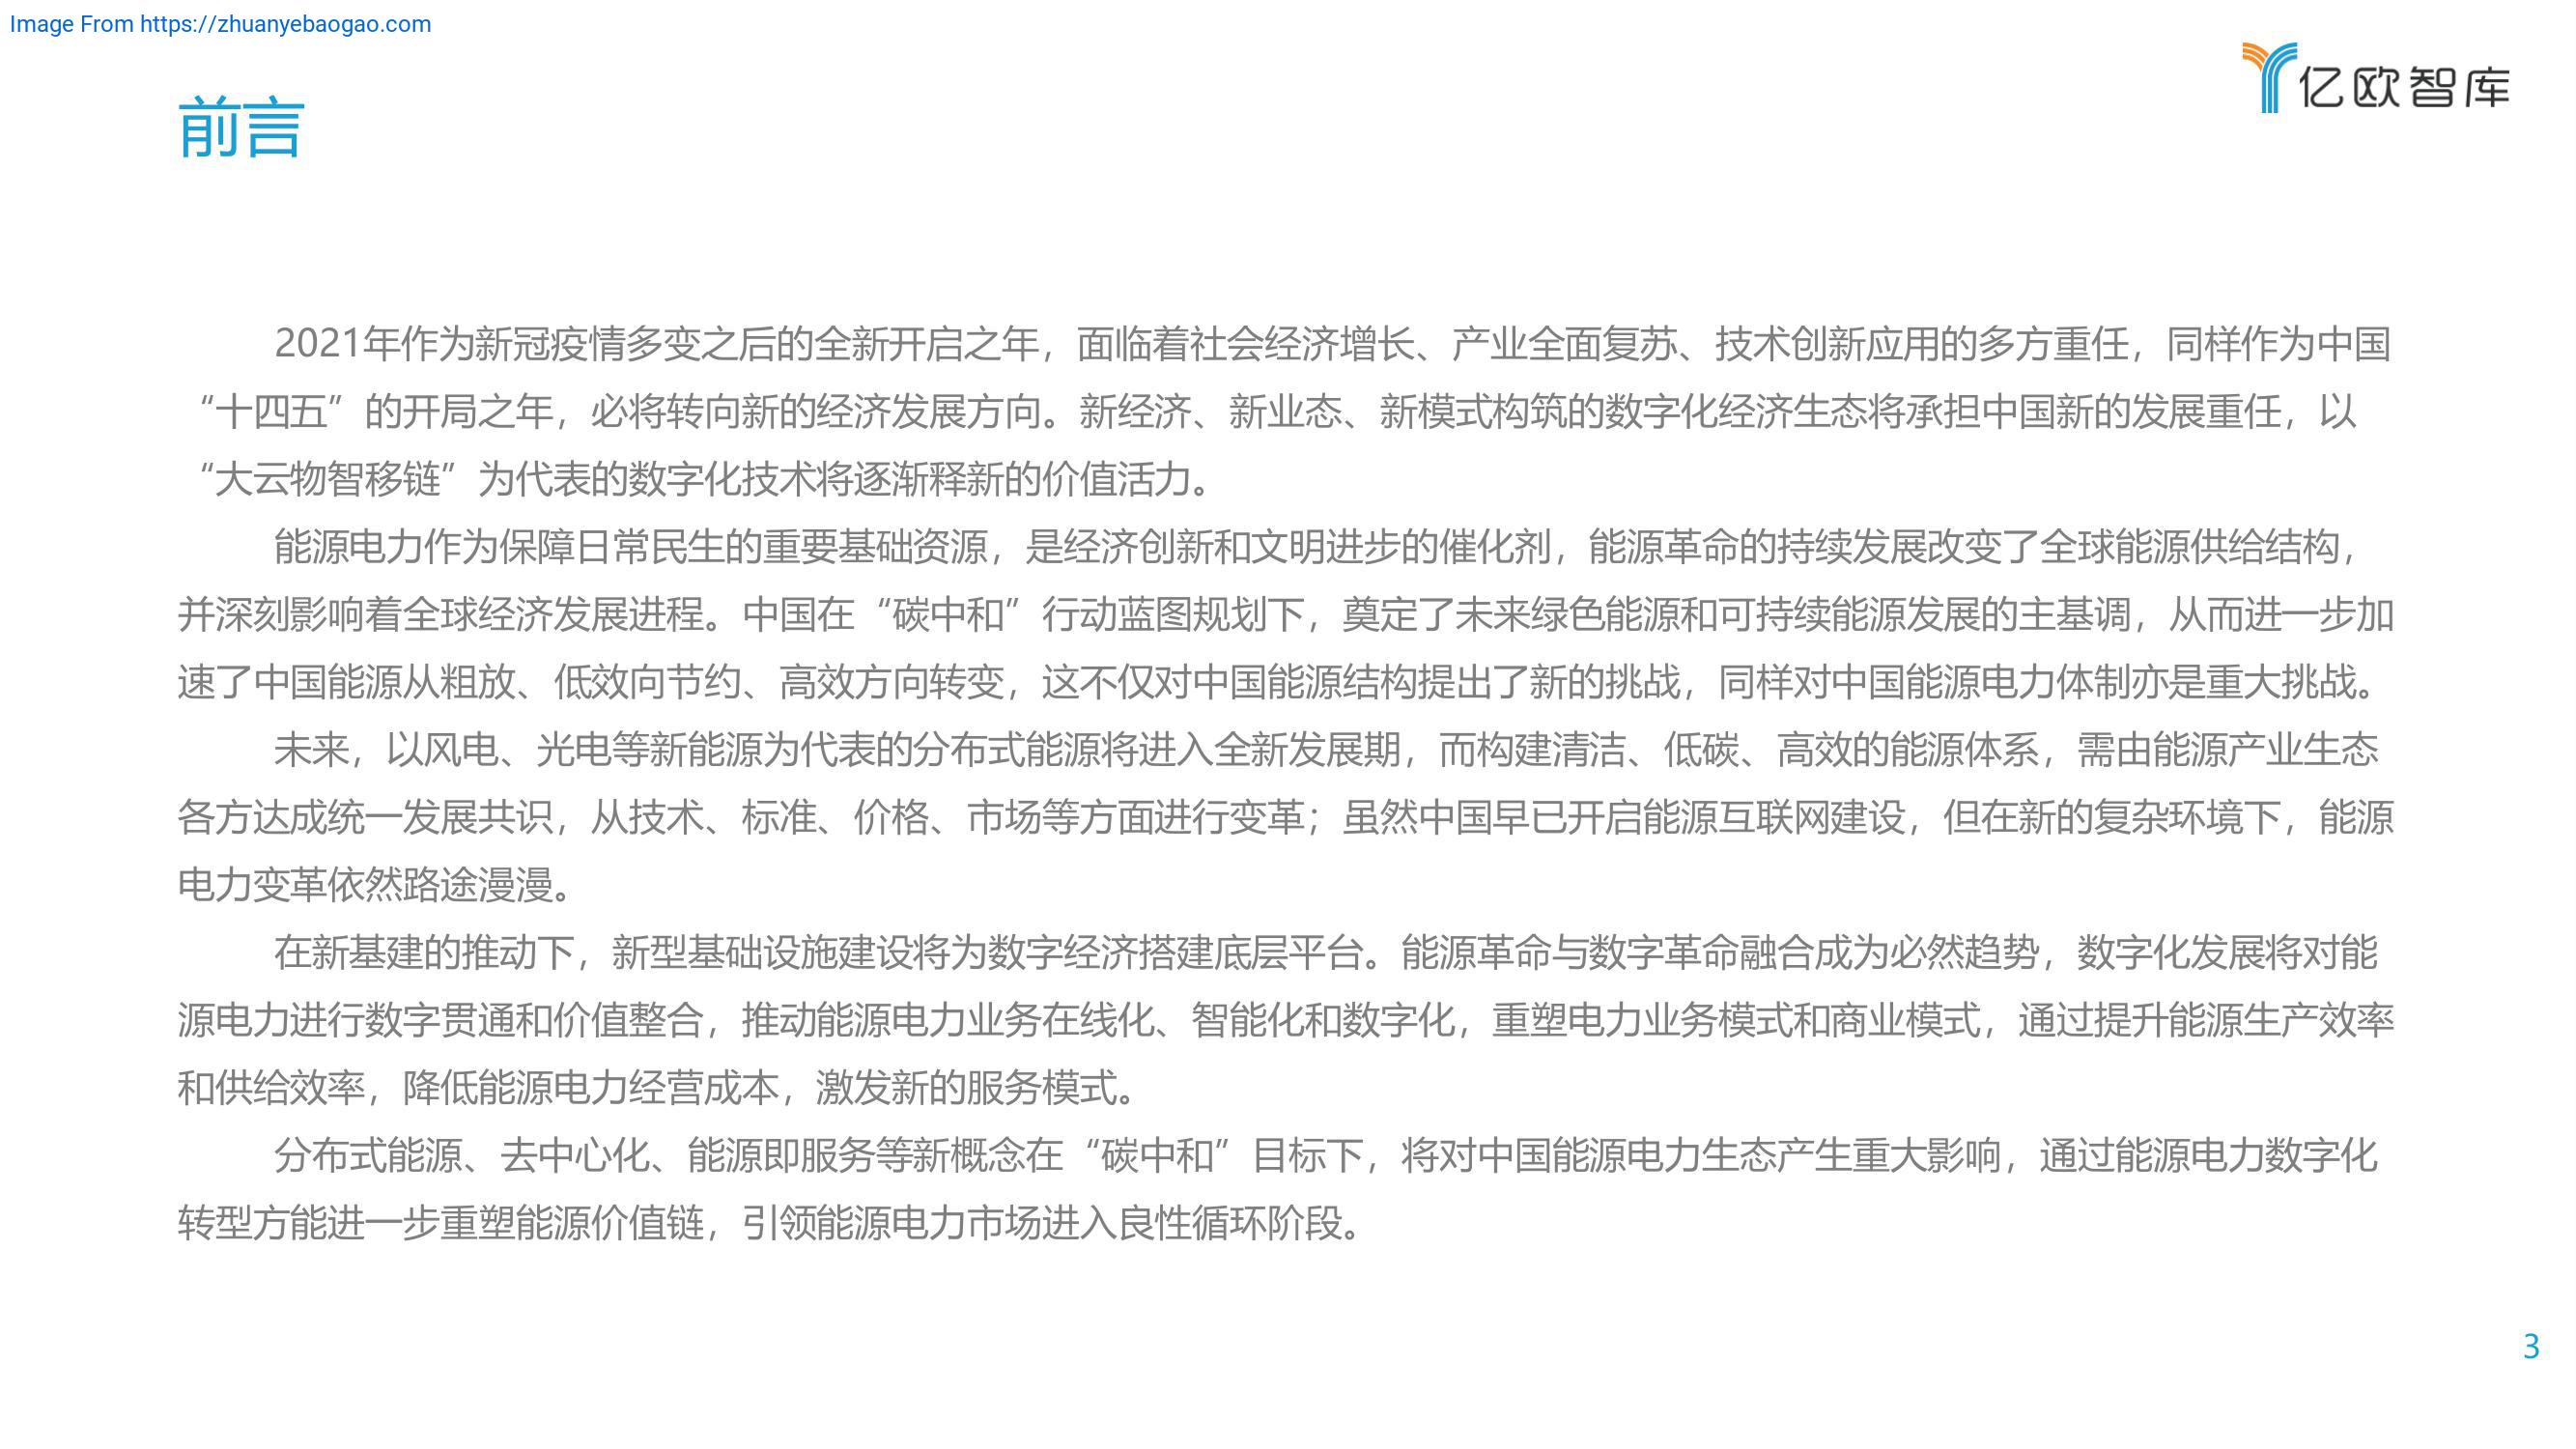 Image From https://zhuanyebaogao.com
亿欧智库
前言
2021年作为新冠疫情多变之后的全新开启之年，面临着社会经济增长、产业全面复苏、技术创新应用的多方重任，同样作为中国
“十四五”的开局之年，必将转向新的经济发展方向。新经济、新业态、新模式构筑的数字化经济生态将承担中国新的发展重任，以
“大云物智移链”为代表的数字化技术将逐渐释新的价值活力。
能源电力作为保障日常民生的重要基础资源，是经济创新和文明进步的催化剂，能源革命的持续发展改变了全球能源供给结构，
并深刻影响着全球经济发展进程。中国在“碳中和”行动蓝图规划下，奠定了未来绿色能源和可持续能源发展的主基调，从而进一步加
速了中国能源从粗放、低效向节约、高效方向转变，这不仅对中国能源结构提出了新的挑战，同样对中国能源电力体制亦是重大挑战。
未来，以风电、光电等新能源为代表的分布式能源将进入全新发展期，而构建清洁、低碳、高效的能源体系，需由能源产业生态
各方达成统一发展共识，从技术、标准、价格、市场等方面进行变革；虽然中国早已开启能源互联网建设，但在新的复杂环境下，能源
电力变革依然路途漫漫。
在新基建的推动下，新型基础设施建设将为数字经济搭建底层平台。能源革命与数字革命融合成为必然趋势，数字化发展将对能
源电力进行数字贯通和价值整合，推动能源电力业务在线化、智能化和数字化，重塑电力业务模式和商业模式，通过提升能源生产效率
和供给效率，降低能源电力经营成本，激发新的服务模式。
分布式能源、去中心化、能源即服务等新概念在“碳中和”目标下，将对中国能源电力生态产生重大影响，通过能源电力数字化
转型方能进一步重塑能源价值链，引领能源电力市场进入良性循环阶段。
3